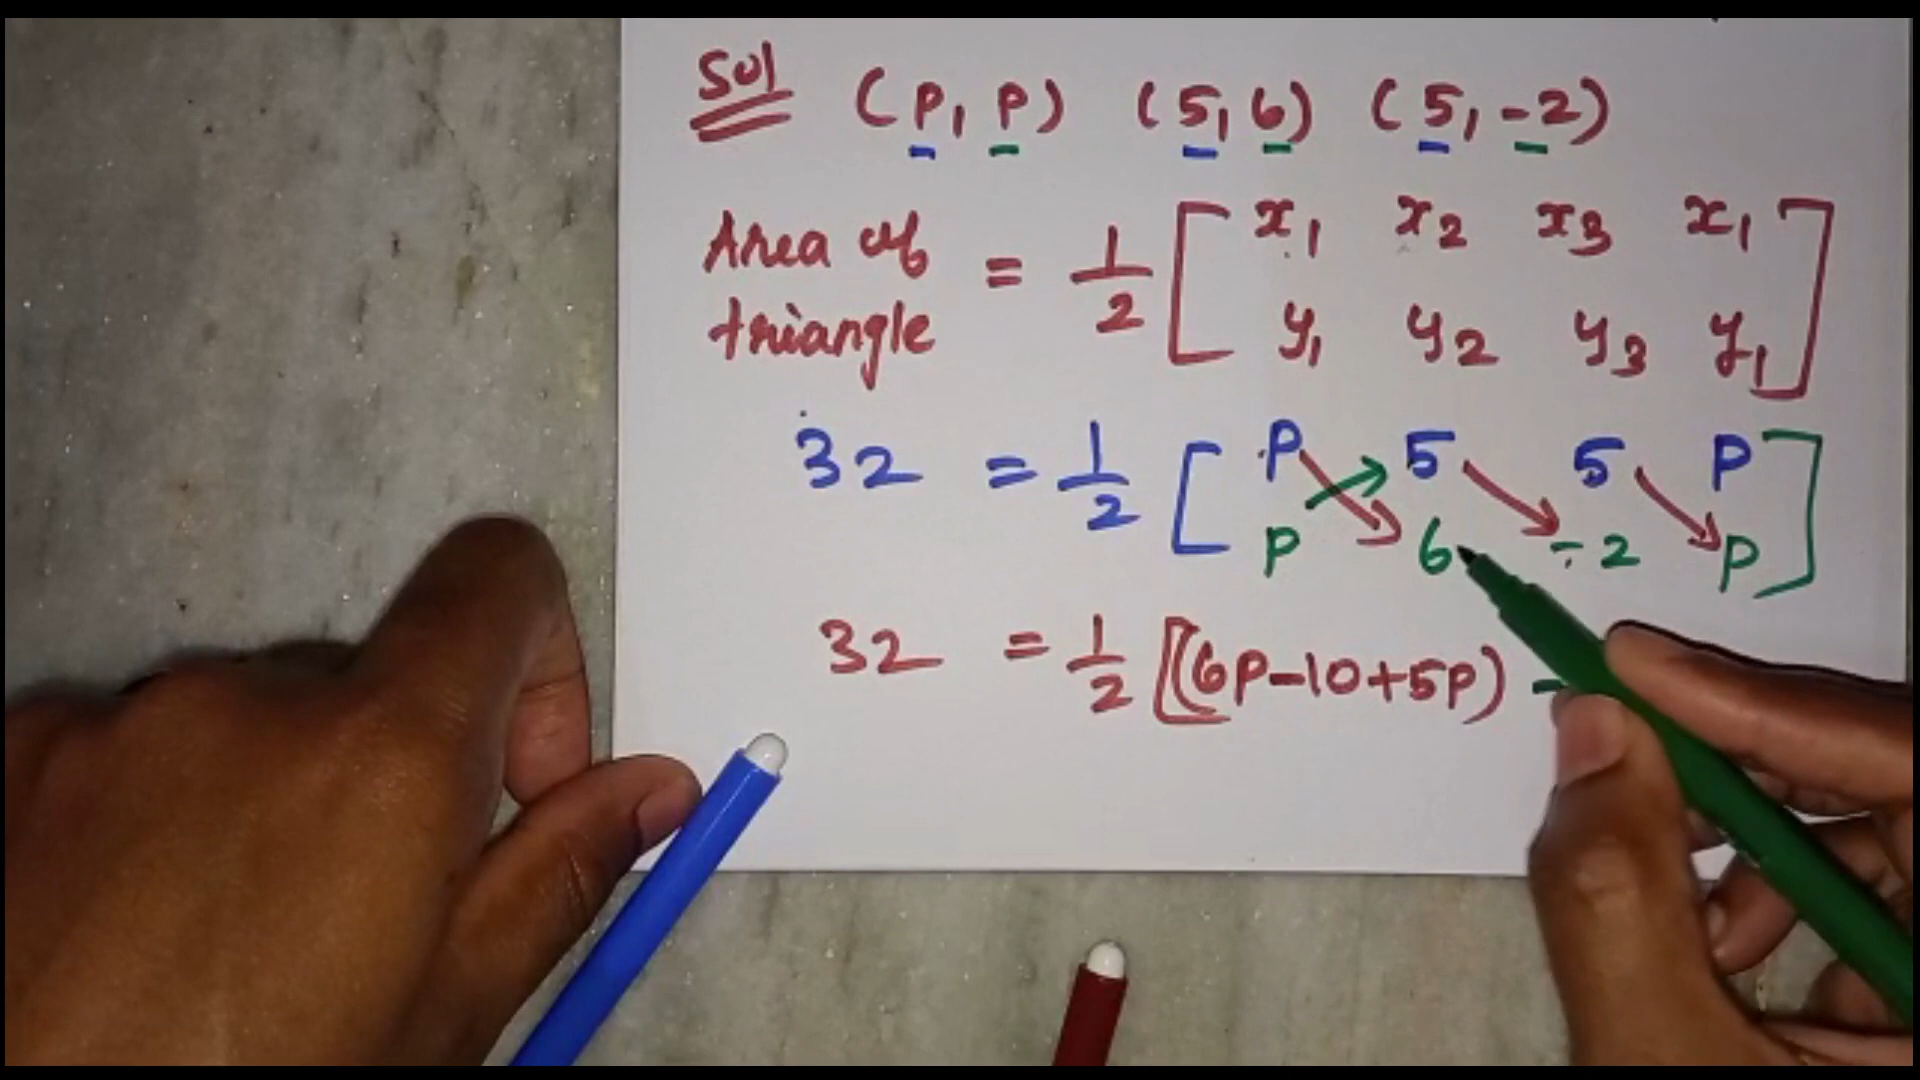 Sol (P, P) (5, 6) (5, -2)
Area of triangle = 1/2 [ x1 x2 x3 x1
y1 y2 y3 y1 ]
32 = 1/2 [ P 5 5 P
P 6 -2 P ]
32 = 1/2 [(6P-10+5P) -